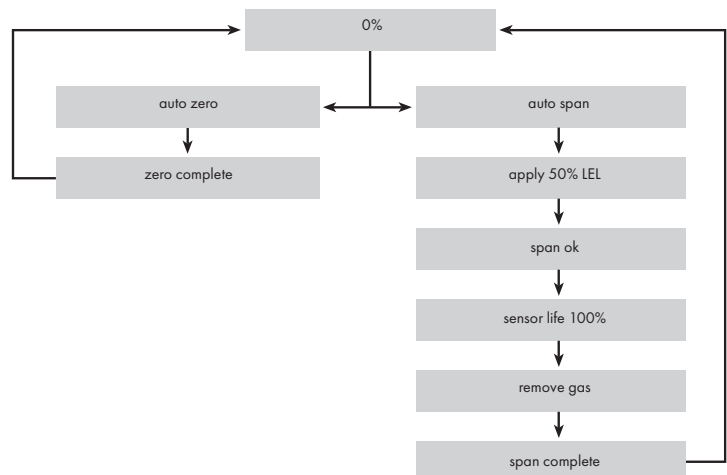 0%
auto zero
zero complete
auto span
apply 50% LEL
span ok
sensor life 100%
remove gas
span complete